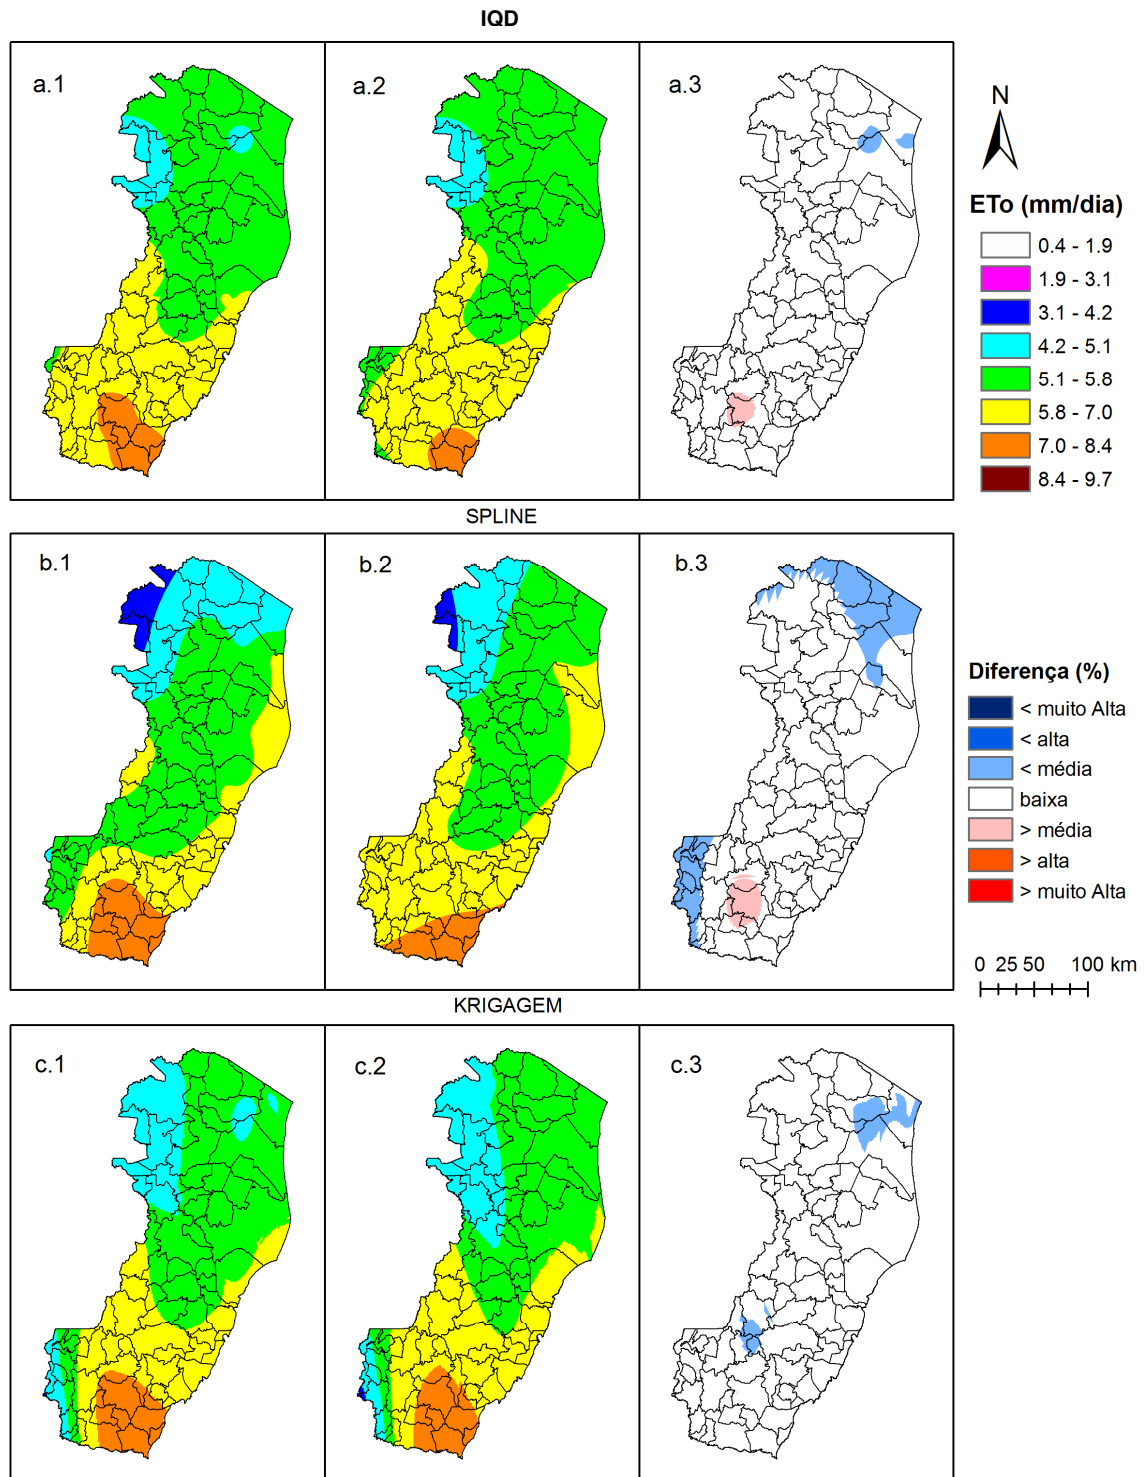 IQD
a.1
a.2
a.3
N
ETo (mm/dia)
0.4 - 1.9
1.9 - 3.1
3.1 - 4.2
4.2 - 5.1
5.1 - 5.8
5.8 - 7.0
7.0 - 8.4
8.4 - 9.7
SPLINE
b.1
b.2
b.3
Diferença (%)
< muito Alta
< alta
< média
baixa
> média
> alta
> muito Alta
0 25 50 100 km
KRIGAGEM
c.1
c.2
c.3